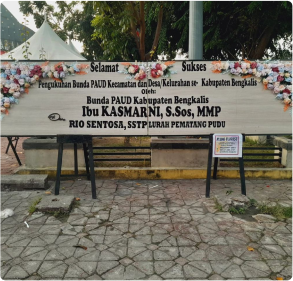 Selamat Sukses
Pengukuhan Bunda PAUD Kecamatan dan Desa/Kelurahan se- Kabupaten Bengkalis
Oleh:
Bunda PAUD Kabupaten Bengkalis
Ibu KASMARNI, S.Sos, MMP
RIO SENTOSA, SSTP LURAH PEMATANG PUDU